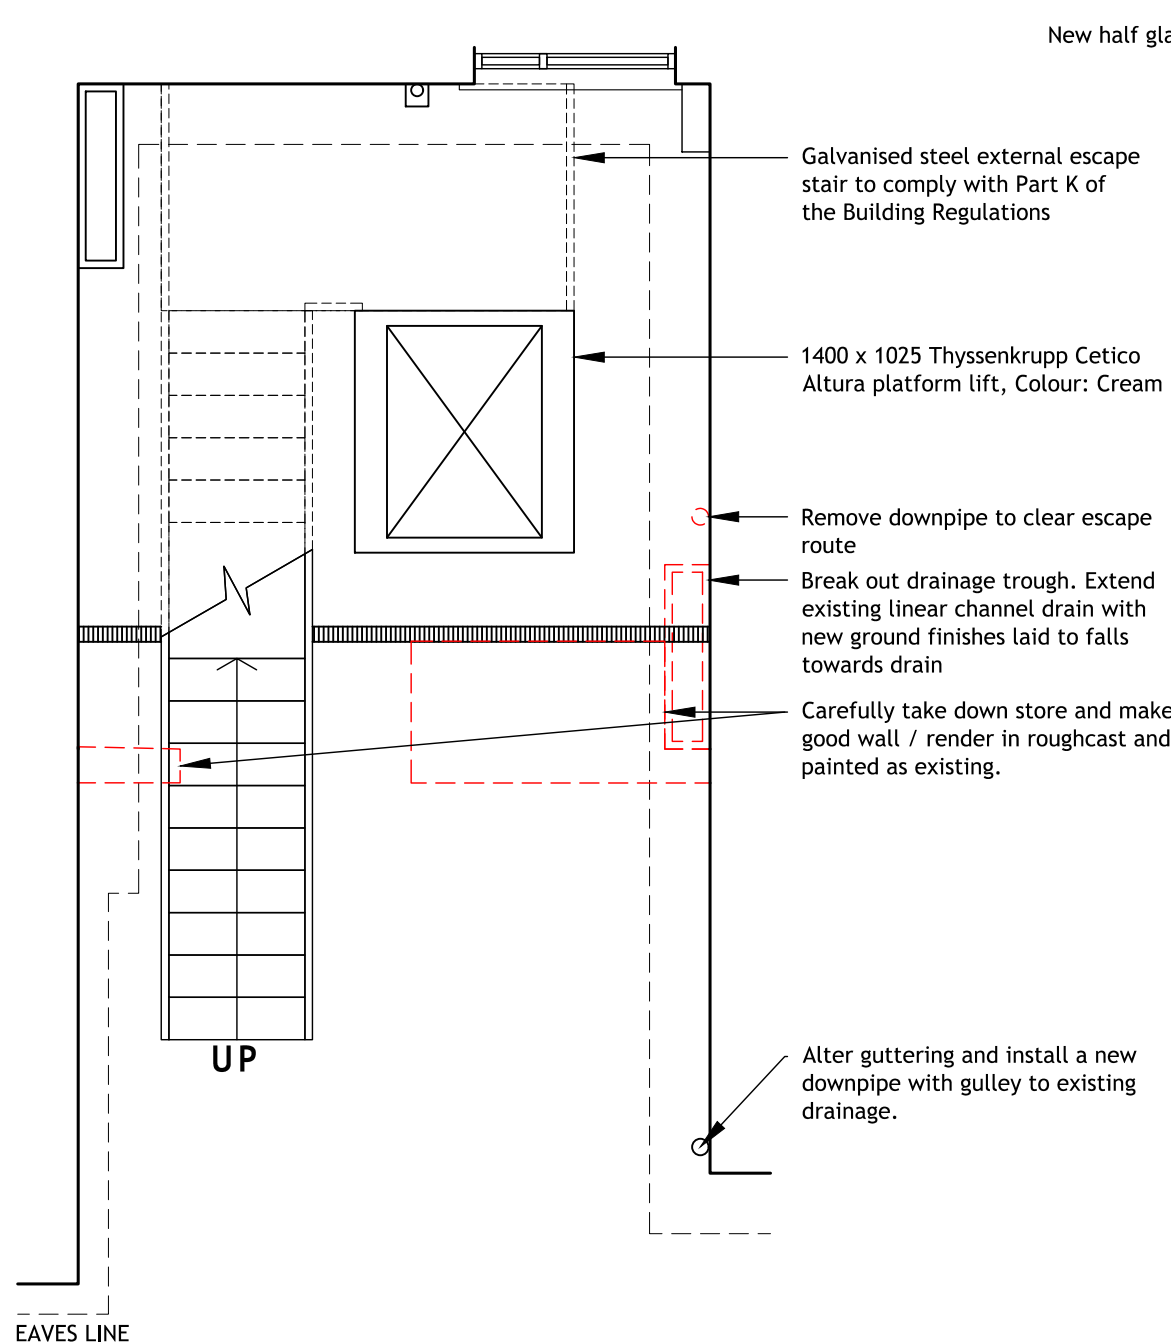 New half gla
Galvanised steel external escape
stair to comply with Part K of
the Building Regulations
1400 x 1025 Thyssenkrupp Cetico
Altura platform lift, Colour: Cream
Remove downpipe to clear escape
route
Break out drainage trough. Extend
existing linear channel drain with
new ground finishes laid to falls
towards drain
Carefully take down store and make
good wall / render in roughcast and
painted as existing.
UP
Alter guttering and install a new
downpipe with gulley to existing
drainage.
EAVES LINE